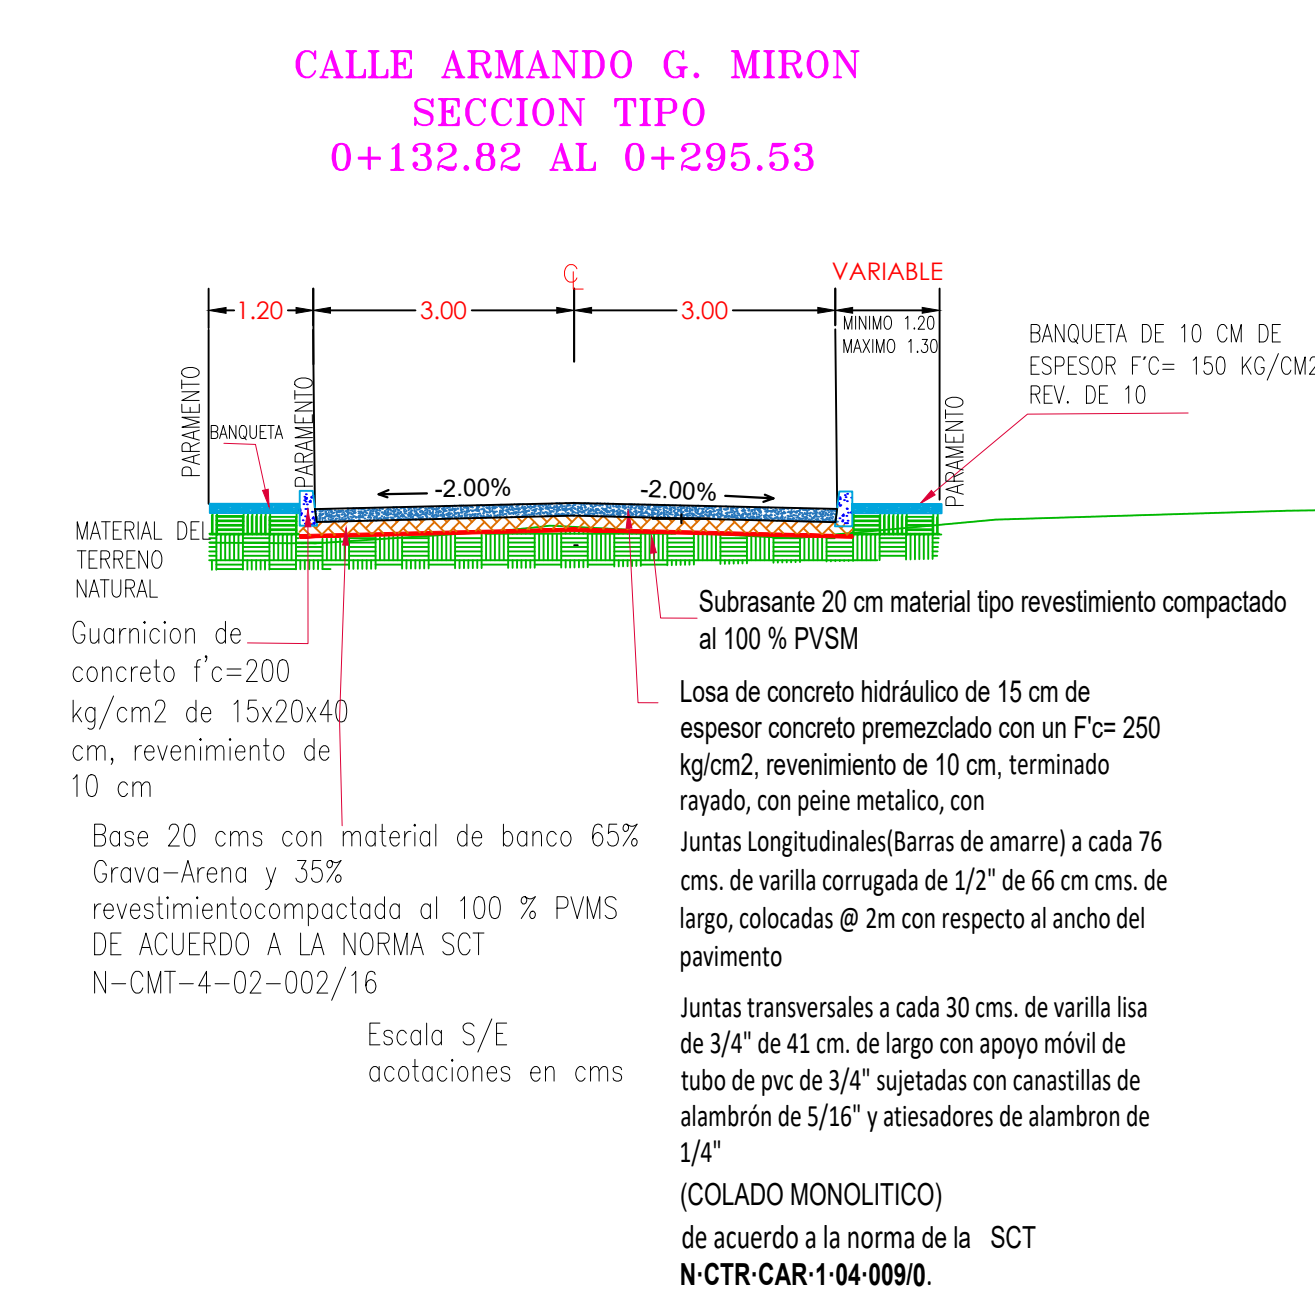 CALLE ARMANDO G. MIRON
SECCION TIPO
0+132.82 AL 0+295.53
C
L
VARIABLE
1.20
3.00
3.00
MINIMO 1.20
MAXIMO 1.30
BANQUETA DE 10 CM DE
ESPESOR F'C= 150 KG/CM2
REV. DE 10
PARAMENTO
PARAMENTO
PARAMENTO
BANQUETA
-2.00%
-2.00%
MATERIAL DEL
TERRENO
NATURAL
Guarnicion de
concreto f'c=200
kg/cm2 de 15x20x40
cm, revenimiento de
10 cm
Base 20 cms con material de banco 65%
Grava-Arena y 35%
revestimientocompactada al 100 % PVMS
DE ACUERDO A LA NORMA SCT
N-CMT-4-02-002/16
Escala S/E
acotaciones en cms
Subrasante 20 cm material tipo revestimiento compactado
al 100 % PVSM
Losa de concreto hidráulico de 15 cm de
espesor concreto premezclado con un F'c= 250
kg/cm2, revenimiento de 10 cm, terminado
rayado, con peine metalico, con
Juntas Longitudinales(Barras de amarre) a cada 76
cms. de varilla corrugada de 1/2" de 66 cm cms. de
largo, colocadas @ 2m con respecto al ancho del
pavimento
Juntas transversales a cada 30 cms. de varilla lisa
de 3/4" de 41 cm. de largo con apoyo móvil de
tubo de pvc de 3/4" sujetadas con canastillas de
alambrón de 5/16" y atiesadores de alambron de
1/4"
(COLADO MONOLITICO)
de acuerdo a la norma de la SCT
N·CTR·CAR·1·04·009/0.